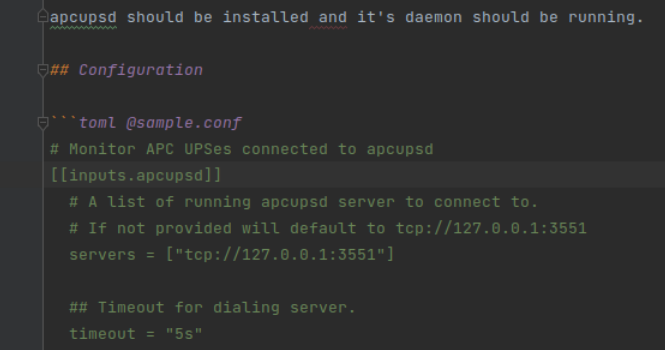 apcupsd should be installed and it's daemon should be running.
## Configuration
```toml @sample.conf
# Monitor APC UPSes connected to apcupsd
[[inputs.apcupsd]]
# A list of running apcupsd server to connect to.
# If not provided will default to tcp://127.0.0.1:3551
servers = ["tcp://127.0.0.1:3551"]
## Timeout for dialing server.
timeout = "5s"